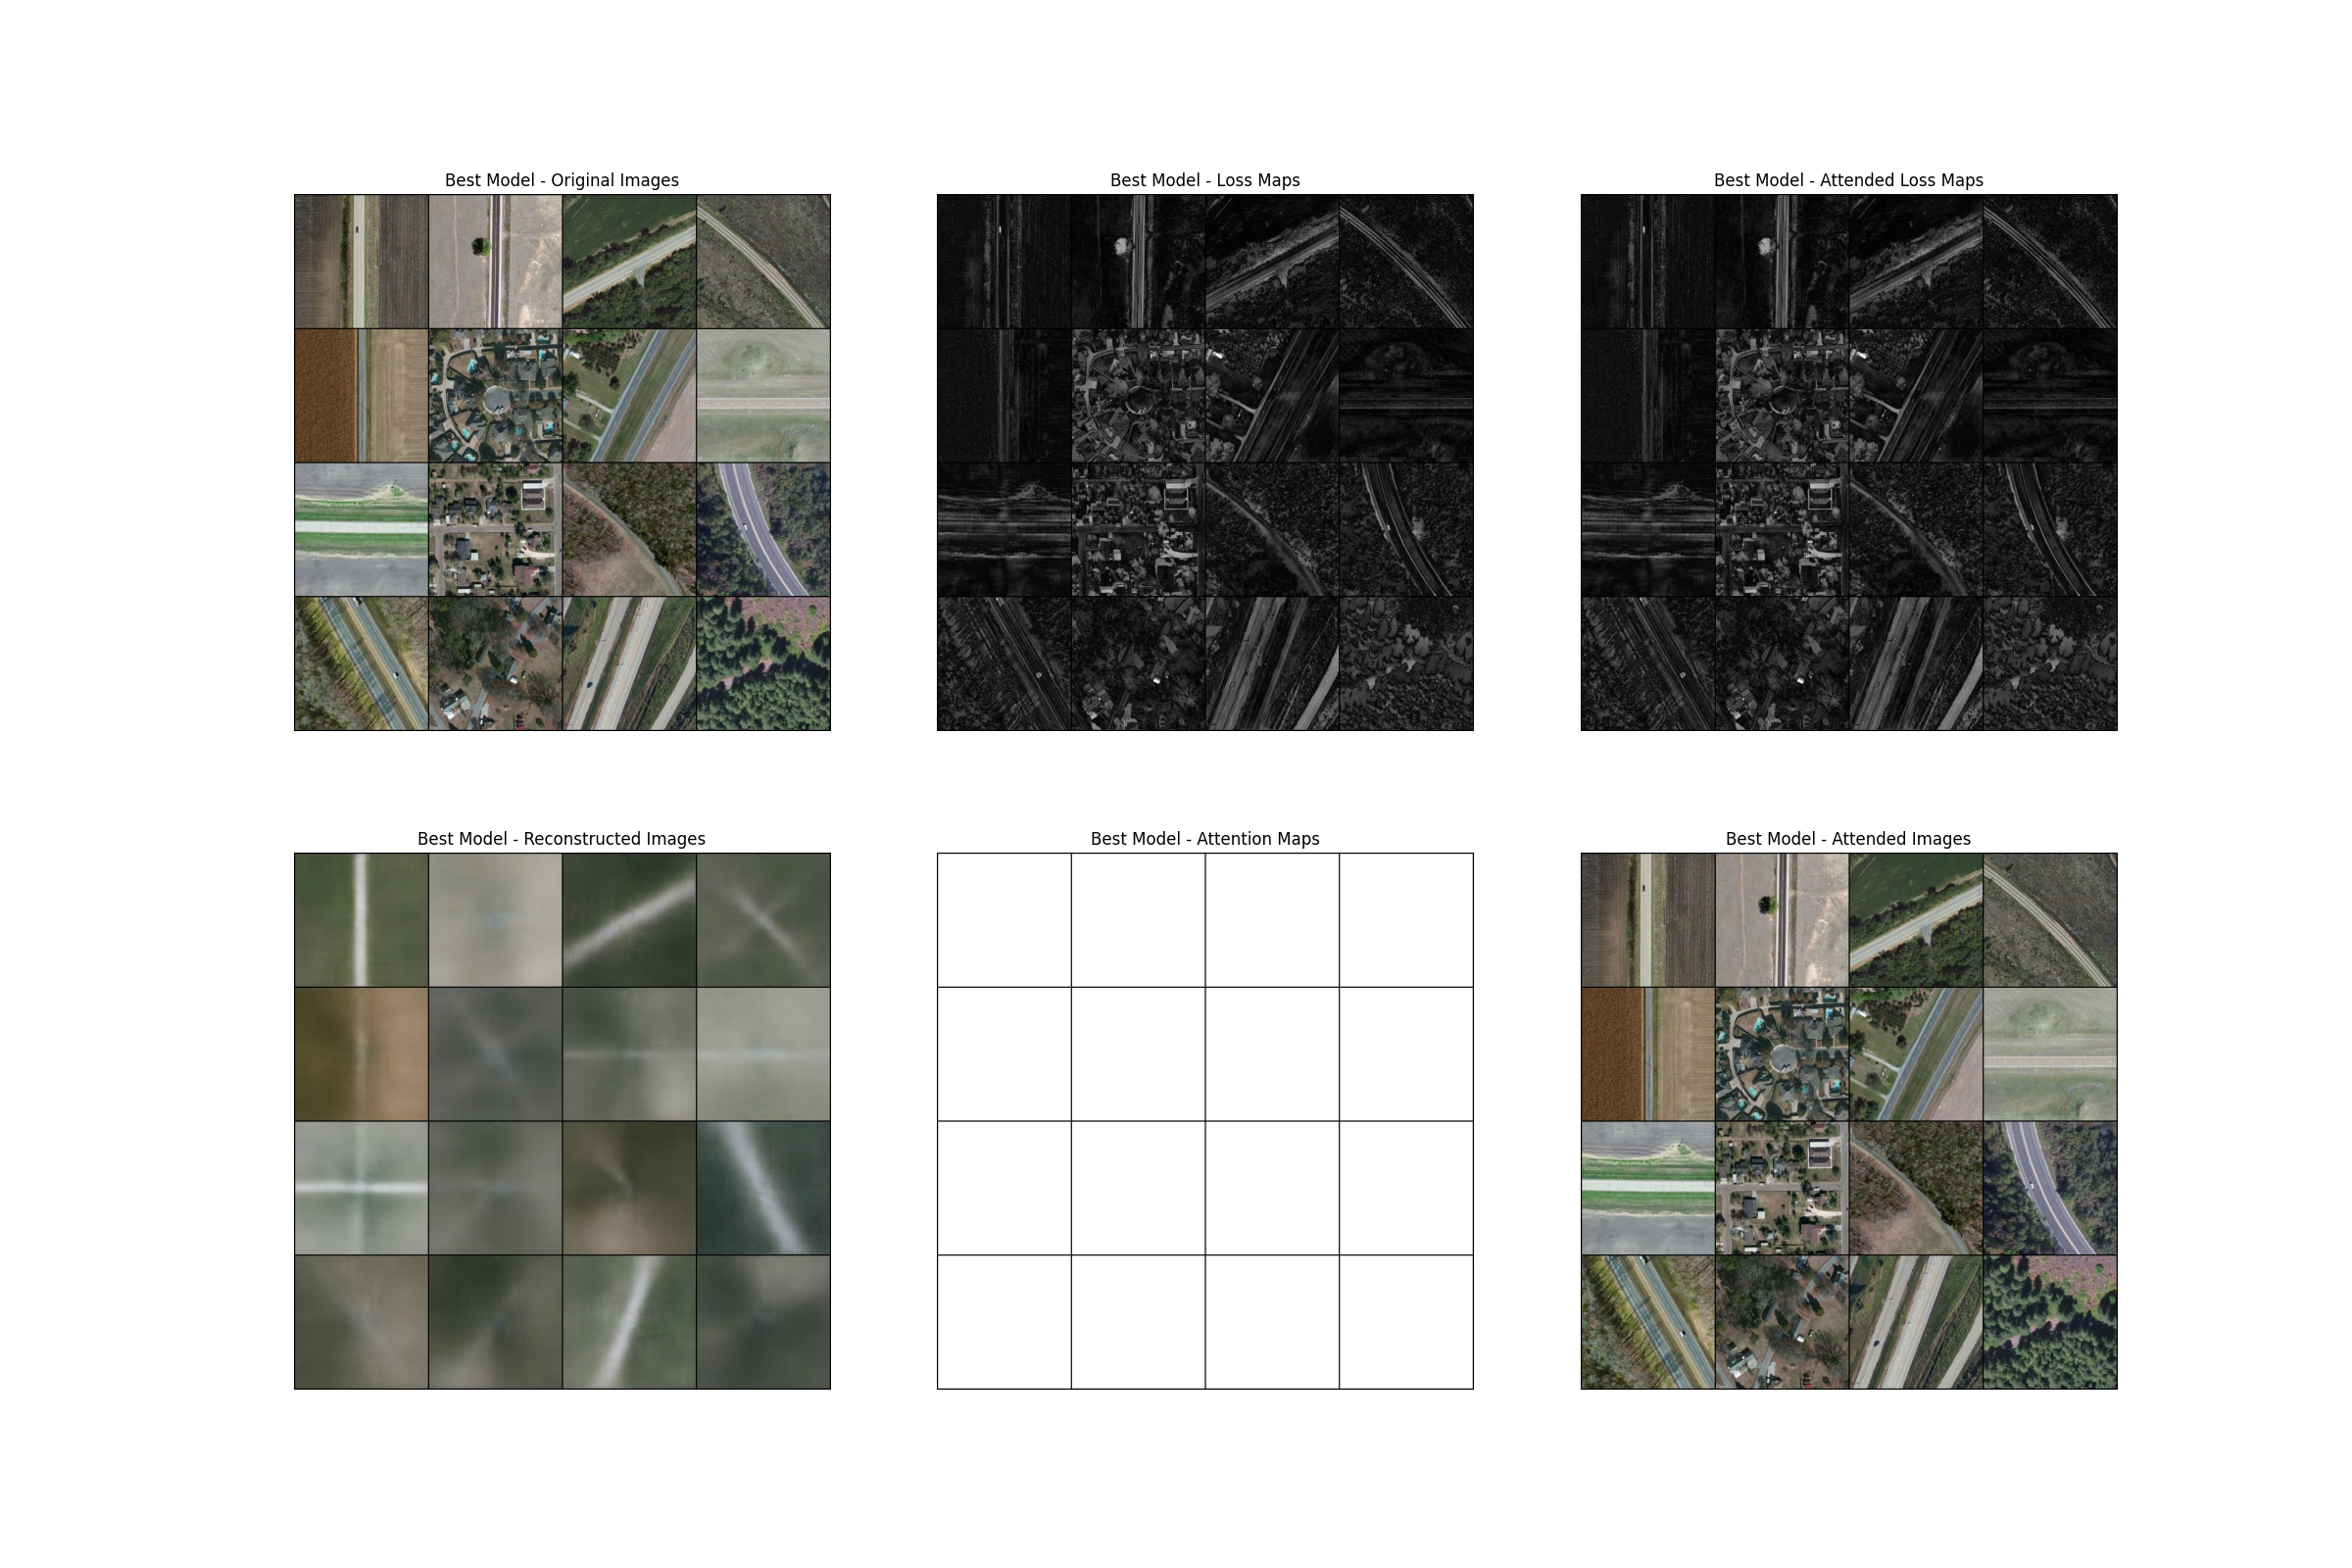 Best Model - Original Images
Best Model - Loss Maps
Best Model - Attended Loss Maps
Best Model - Reconstructed Images
Best Model - Attention Maps
Best Model - Attended Images